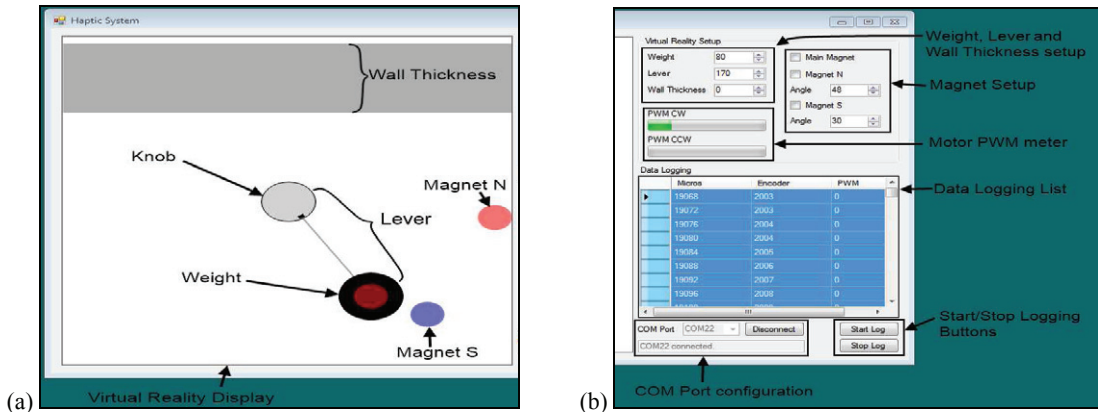 Haptic System
Wall Thickness
Knob
Magnet N
Lever
Weight
Magnet S
(a)
Virtual Reality Display
Virtual Reality Setup
Weight 80
Lever 170
Wall Thickness 0
Main Magnet
Magnet N
Angle 48
Magnet S
Angle 30
Weight, Lever and
Wall Thickness setup
Magnet Setup
PWM CW
PWM CCW
Motor PWM meter
Data Logging
Micros Encoder PWM
19068 2003 0
19072 2003 0
19076 2004 0
19080 2004 0
19084 2005 0
19088 2006 0
19092 2007 0
19096 2008 0
Data Logging List
COM Port COM22 Disconnect
COM22 connected
Start Log
Stop Log
Start/Stop Logging
Buttons
(b)
COM Port configuration